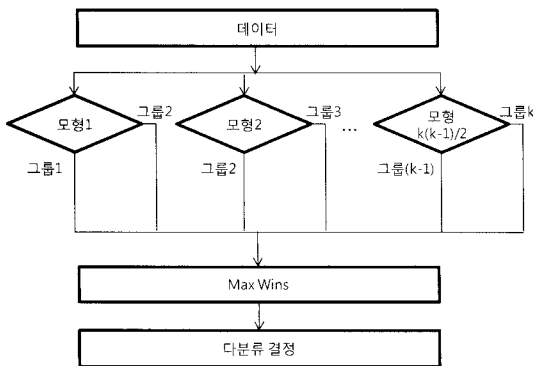 데이터
모형1
그룹2
모형2
그룹3
...
모형
k(k-1)/2
그룹k
그룹1
그룹2
그룹(k-1)
Max Wins
다분류 결정